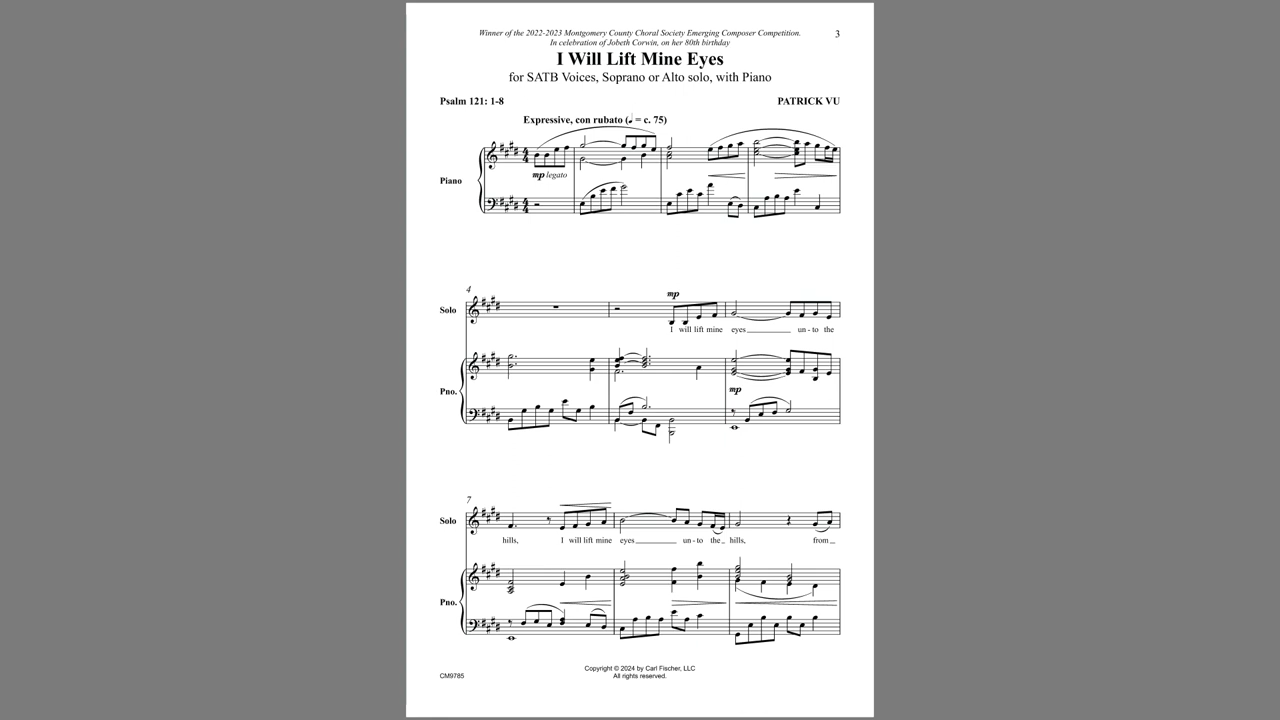 Winner of the 2022-2023 Montgomery County Choral Society Emerging Composer Competition.
3
In celebration of Jobeth Corwin, on her 80th birthday
I Will Lift Mine Eyes
for SATB Voices, Soprano or Alto solo, with Piano
Psalm 121: 1-8
PATRICK VU
Expressive, con rubato (♩ = c. 75)
Piano
mp legato
4
mp
Solo
I will lift mine eyes un - to the
Pno.
mp
7
Solo
hills, I will lift mine eyes un - to the hills, from
Pno.
Copyright © 2024 by Carl Fischer, LLC
CM9785
All rights reserved.